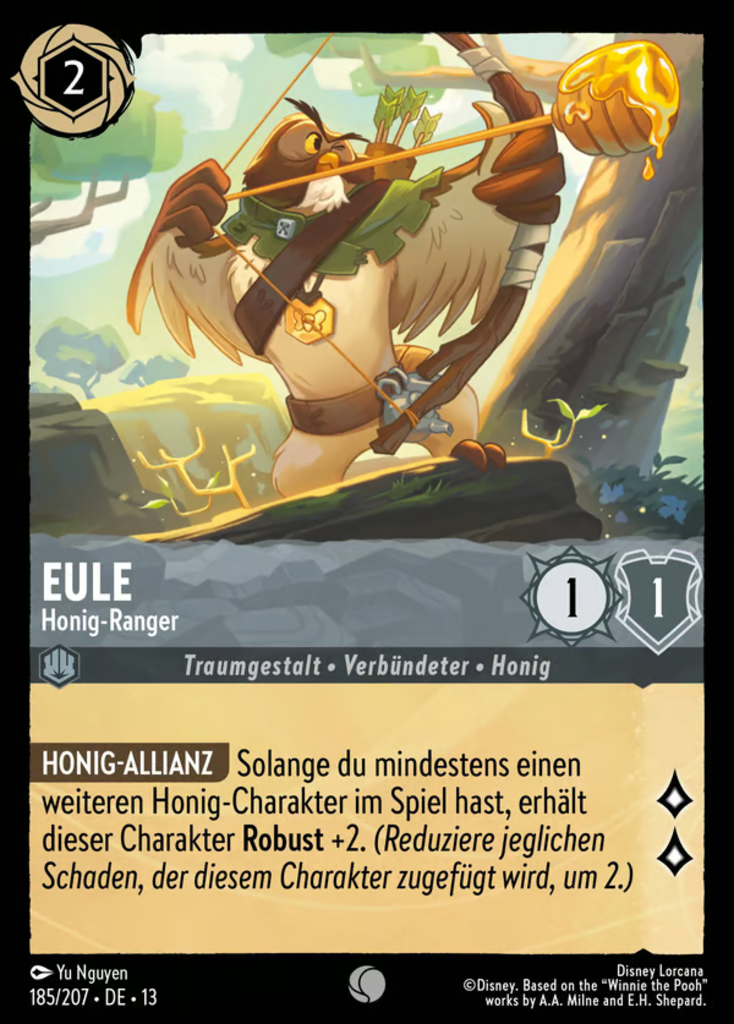 2
EULE
Honig-Ranger
1
1
Traumgestalt • Verbündeter • Honig
HONIG-ALLIANZ Solange du mindestens einen
weiteren Honig-Charakter im Spiel hast, erhält
dieser Charakter Robust +2. (Reduziere jeglichen
Schaden, der diesem Charakter zugefügt wird, um 2.)
Yu Nguyen
185/207 • DE • 13
Disney Lorcana
©Disney. Based on the "Winnie the Pooh"
works by A.A. Milne and E.H. Shepard.